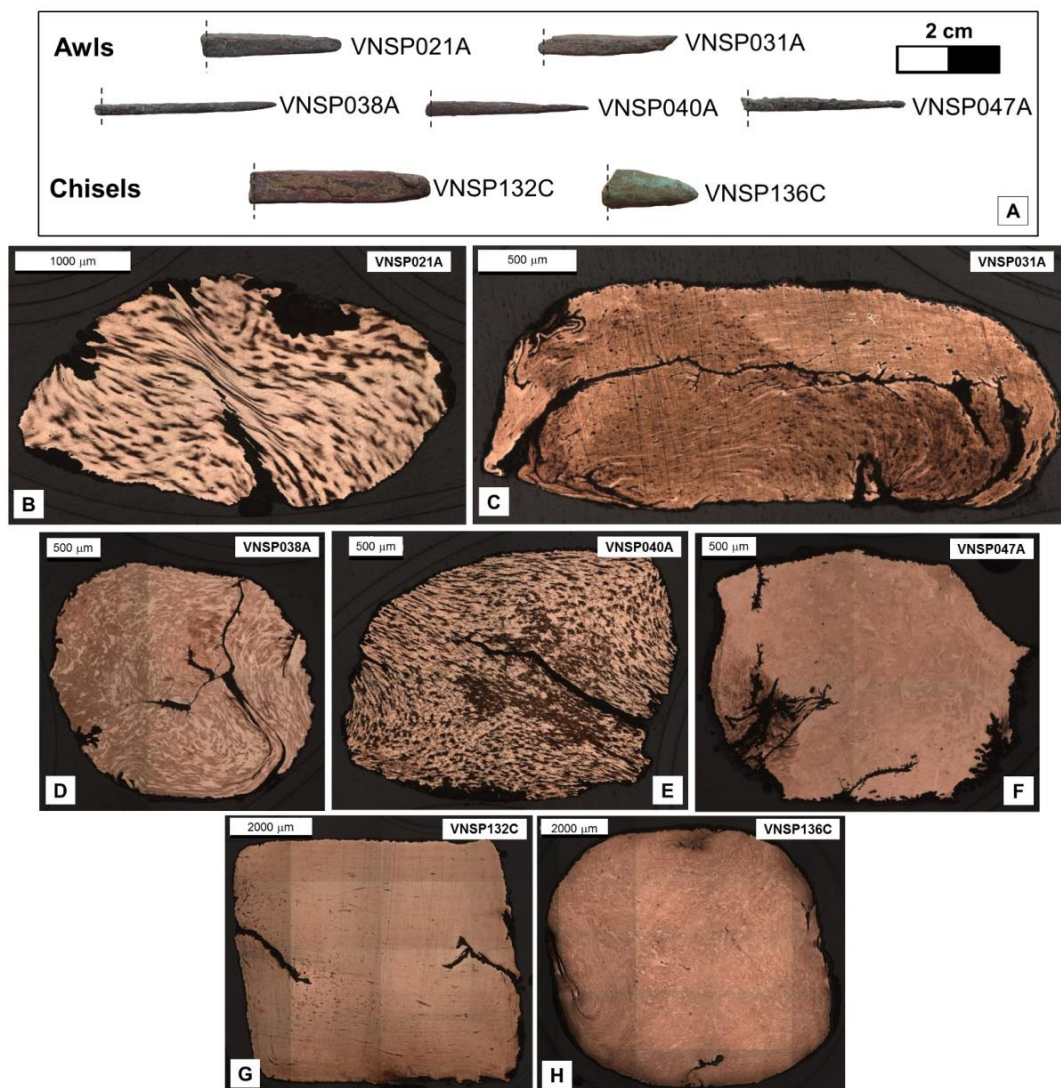 Awls
VNSP021A
VNSP031A
2 cm
VNSP038A
VNSP040A
VNSP047A
Chisels
VNSP132C
VNSP136C
A
1000 µm
VNSP021A
B
500 µm
VNSP031A
C
500 µm
VNSP038A
D
500 µm
VNSP040A
E
500 µm
VNSP047A
F
2000 µm
VNSP132C
G
2000 µm
VNSP136C
H